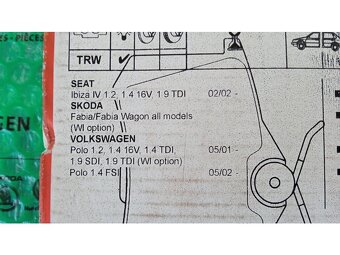 ES - PIÈCES
TRW
SEAT
Ibiza IV 1.2, 1.4 16V, 1.9 TDI 02/02 -
SKODA
Fabia/Fabia Wagon all models
(WI option)
VOLKSWAGEN
Polo 1.2, 1.4 16V, 1.4 TDI, 05/01 -
1.9 SDI, 1.9 TDI (WI option)
Polo 1.4 FSI 05/02 -
GEN